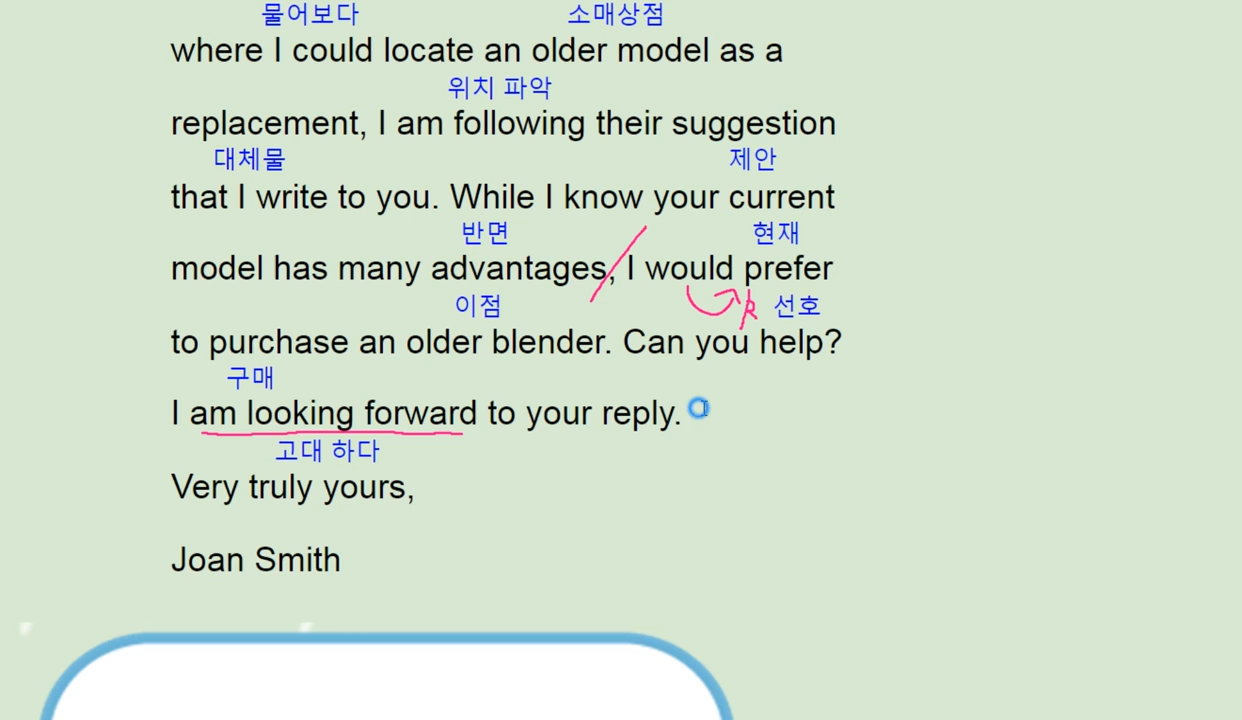 물어보다 소매상점
where I could locate an older model as a
위치 파악
replacement, I am following their suggestion
대체물 제안
that I write to you. While I know your current
반면 현재
model has many advantages, I would prefer
이점 선호
to purchase an older blender. Can you help?
구매
I am looking forward to your reply.
고대 하다
Very truly yours,
Joan Smith